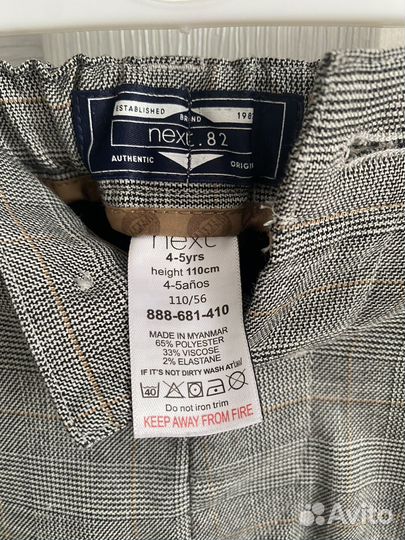 ESTABLISHED BRAND 1982
next.82
AUTHENTIC ORIGINAL
next
4-5yrs
height 110cm
4-5años
110/56
888-681-410
MADE IN MYANMAR
65% POLYESTER
33% VISCOSE
2% ELASTANE
IF IT'S NOT DIRTY WASH AT
40
Do not iron trim
KEEP AWAY FROM FIRE
Avito